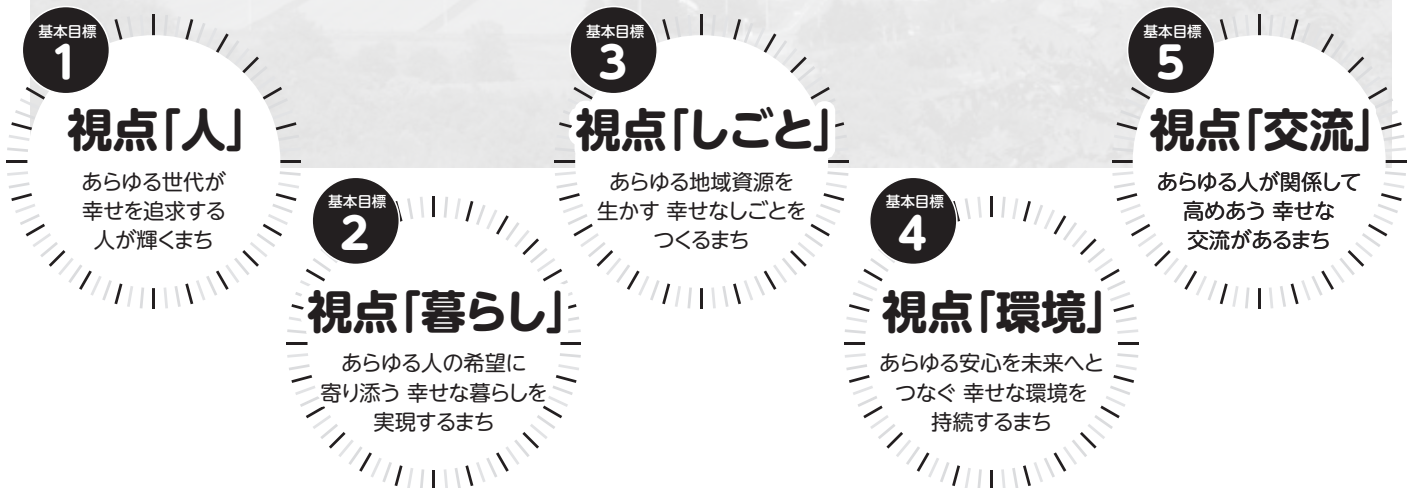 基本目標
1
視点「人」
あらゆる世代が
幸せを追求する
人が輝くまち
基本目標
2
視点「暮らし」
あらゆる人の希望に
寄り添う 幸せな暮らしを
実現するまち
基本目標
3
視点「しごと」
あらゆる地域資源を
生かす 幸せなしごとを
つくるまち
基本目標
4
視点「環境」
あらゆる安心を未来へと
つなぐ 幸せな環境を
持続するまち
基本目標
5
視点「交流」
あらゆる人が関係して
高めあう 幸せな
交流があるまち